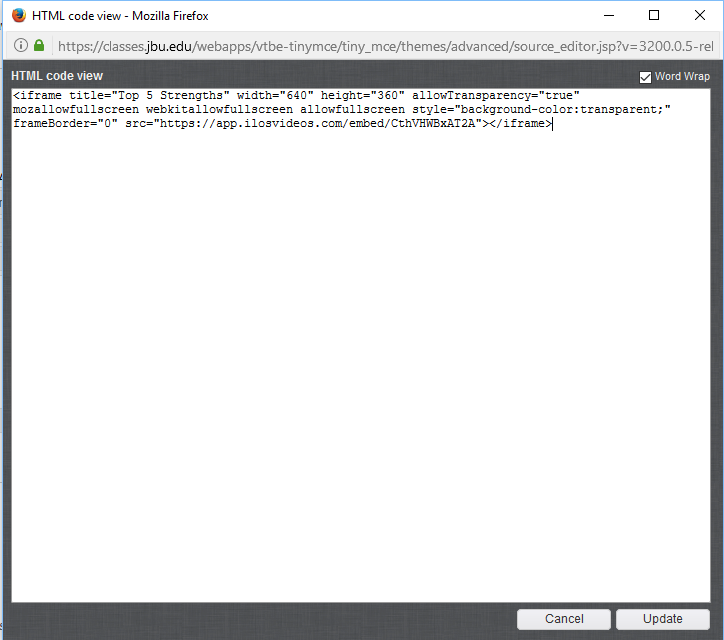 HTML code view - Mozilla Firefox
https://classes.jbu.edu/webapps/vtbe-tinymce/tiny_mce/themes/advanced/source_editor.jsp?v=3200.0.5-rel
HTML code view
Word Wrap
<iframe title="Top 5 Strengths" width="640" height="360" allowTransparency="true"
mozallowfullscreen webkitallowfullscreen allowfullscreen style="background-color:transparent;"
frameBorder="0" src="https://app.ilosvideos.com/embed/CthVHWBxAT2A"></iframe>
Cancel
Update